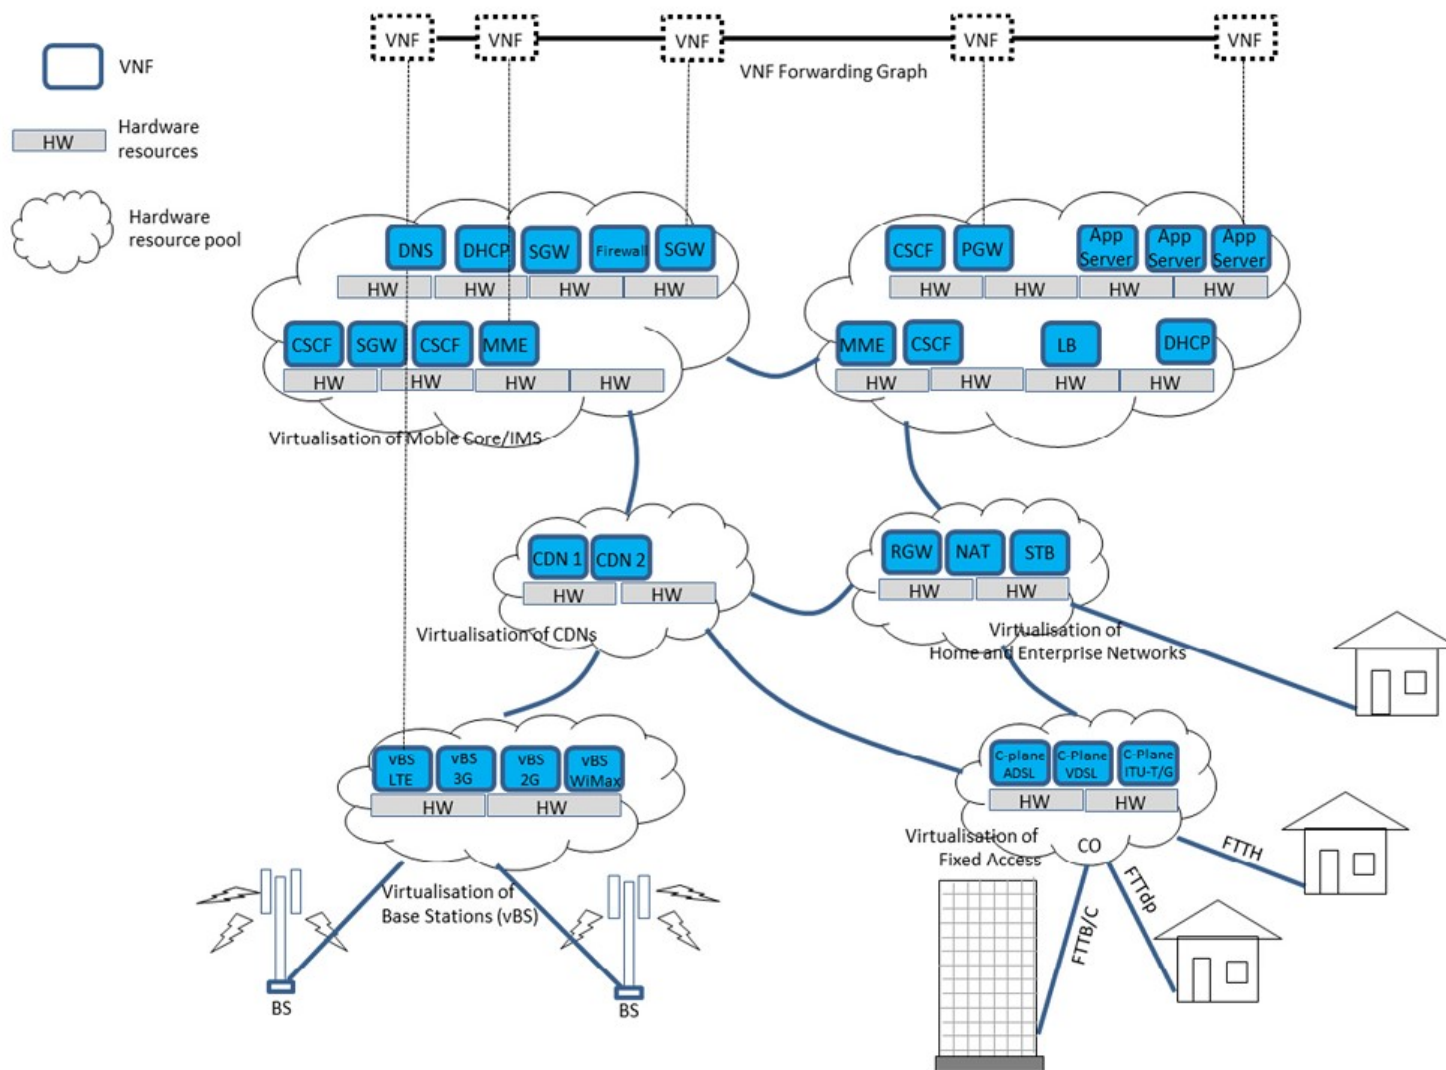 VNF VNF VNF VNF VNF
VNF Forwarding Graph
VNF
HW
Hardware
resources
Hardware
resource pool
DNS DHCP SGW Firewall SGW
HW HW HW HW
CSCF SGW CSCF MME
HW HW HW HW
Virtualisation of Moble Core/IMS
CSCF PGW
App
Server
App
Server
App
Server
HW HW HW HW
MME CSCF LB DHCP
HW HW HW HW
CDN 1 CDN 2
HW HW
Virtualisation of CDNs
RGW NAT STB
HW HW
Virtualisation of
Home and Enterprise Networks
vBS
LTE
vBS
3G
vBS
2G
vBS
WiMax
HW HW
Virtualisation of
Base Stations (vBS)
BS
BS
C-plane
ADSL
C-Plane
VDSL
C-Plane
ITU-T/G
HW HW
Virtualisation of
Fixed Access
CO
FTTH
FTTdp
FTTB/C